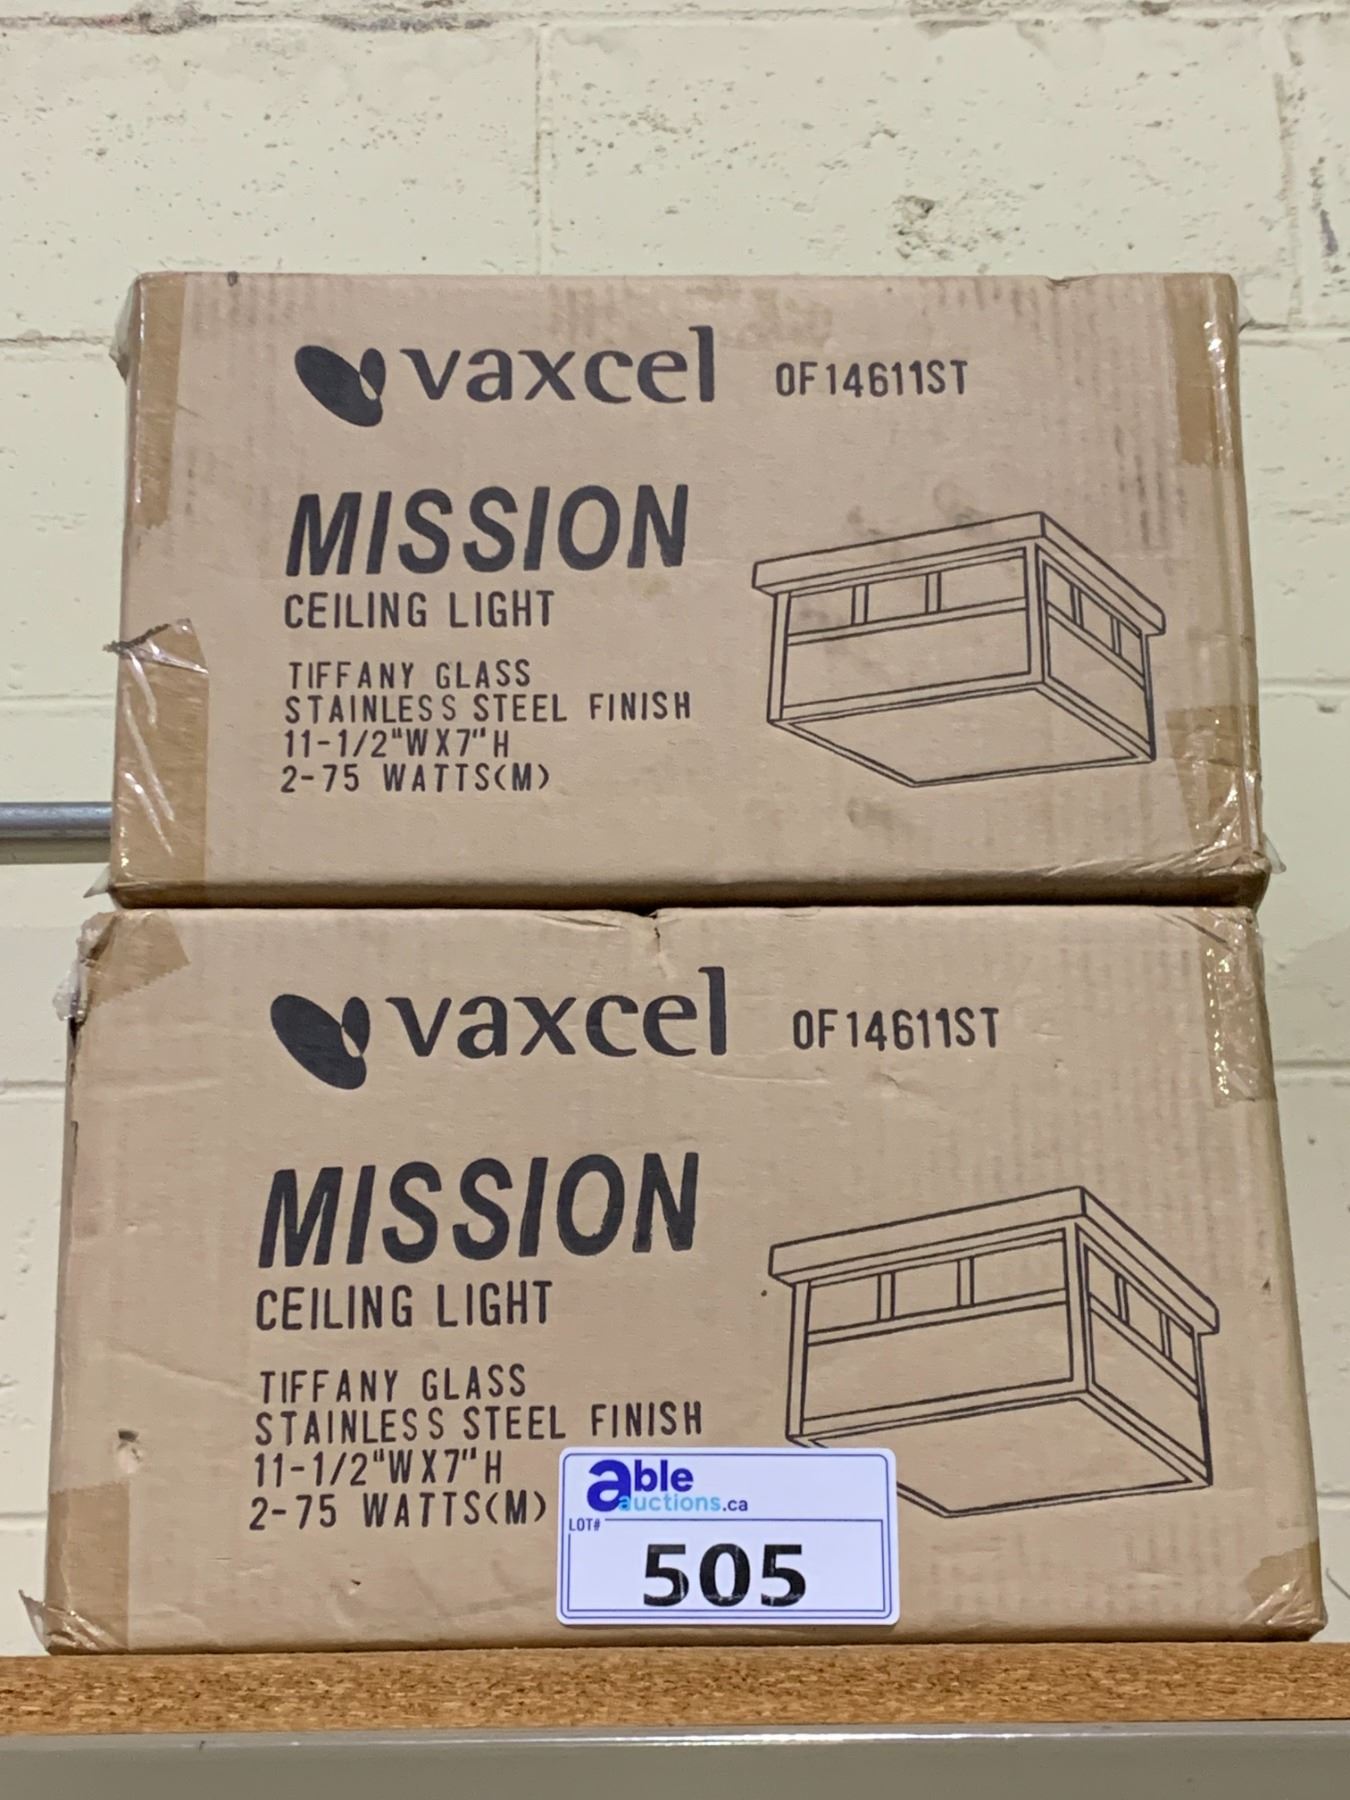 vaxcel OF14611ST
MISSION
CEILING LIGHT
TIFFANY GLASS
STAINLESS STEEL FINISH
11-1/2"WX7"H
2-75 WATTS(M)
vaxcel OF14611ST
MISSION
CEILING LIGHT
TIFFANY GLASS
STAINLESS STEEL FINISH
11-1/2"WX7"H
2-75 WATTS(M)
able
auctions.ca
LOT#
505